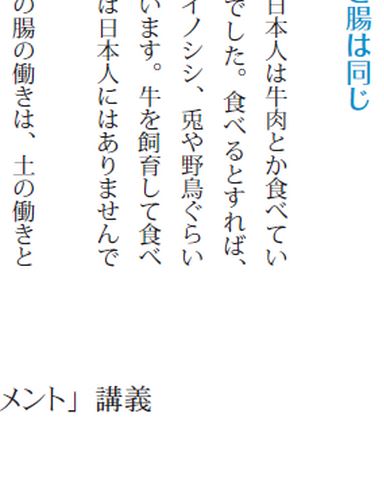 と腸は同じ
日本人は牛肉とか食べてい
でした。食べるとすれば、
イノシシ、兎や野鳥ぐらい
います。牛を飼育して食べ
は日本人にはありませんで
の腸の働きは、土の働きと
メント」講義